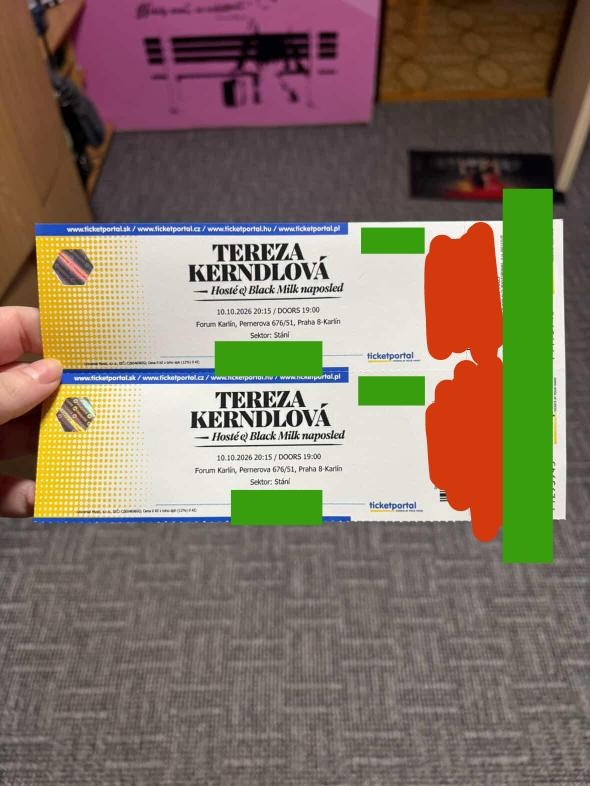 www.ticketportal.sk / www.ticketportal.cz / www.ticketportal.hu / www.ticketportal.pl
TEREZA
KERNDLOVÁ
Hosté & Black Milk naposled
10.10.2026 20:15 / DOORS 19:00
Forum Karlín, Pernerova 676/51, Praha 8-Karlín
Sektor: Stání
ticketportal
www.ticketportal.sk / www.ticketportal.cz / www.ticketportal.hu / www.ticketportal.pl
TEREZA
KERNDLOVÁ
Hosté & Black Milk naposled
10.10.2026 20:15 / DOORS 19:00
Forum Karlín, Pernerova 676/51, Praha 8-Karlín
Sektor: Stání
ticketportal